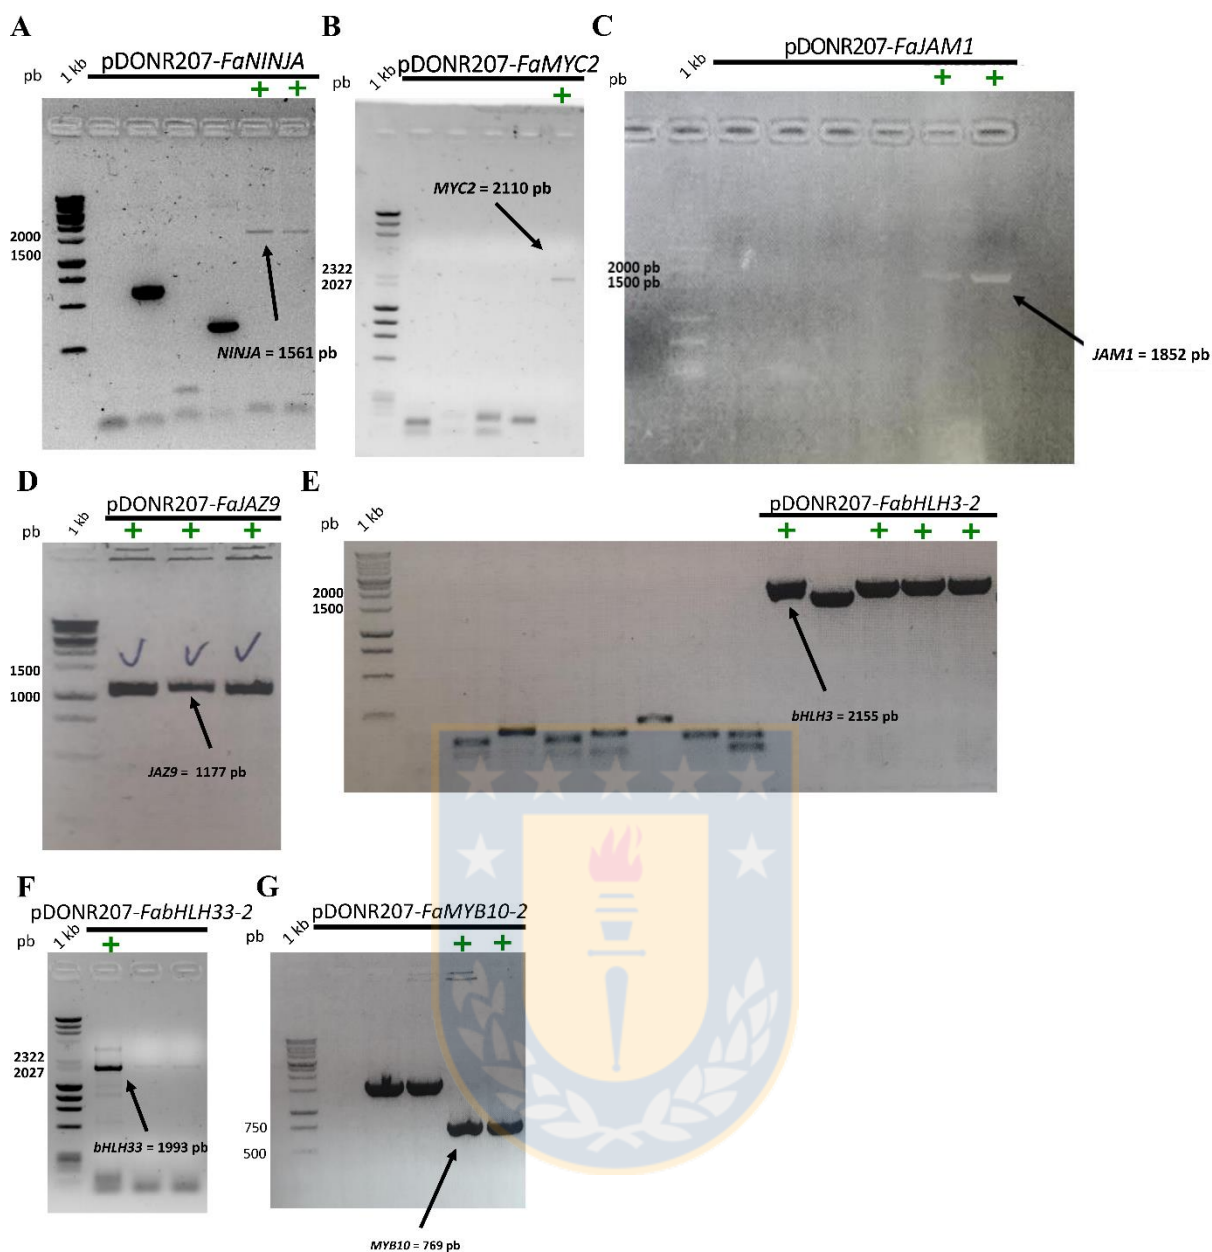 A
pDONR207-FaNINJA
pb
1 kb
+ +
2000
1500
NINJA = 1561 pb
B
pDONR207-FaMYC2
pb
1 kb
+
MYC2 = 2110 pb
2322
2027
C
pDONR207-FaJAM1
pb
1 kb
+ +
2000 pb
1500 pb
JAM1 = 1852 pb
D
pDONR207-FaJAZ9
pb
1 kb
+ + +
1500
1000
JAZ9 = 1177 pb
E
pDONR207-FabHLH3-2
pb
1 kb
+ + + +
2000
1500
bHLH3 = 2155 pb
F
pDONR207-FabHLH33-2
pb
1 kb
+
2322
2027
bHLH33 = 1993 pb
G
pDONR207-FaMYB10-2
pb
1 kb
+ +
750
500
MYB10 = 769 pb